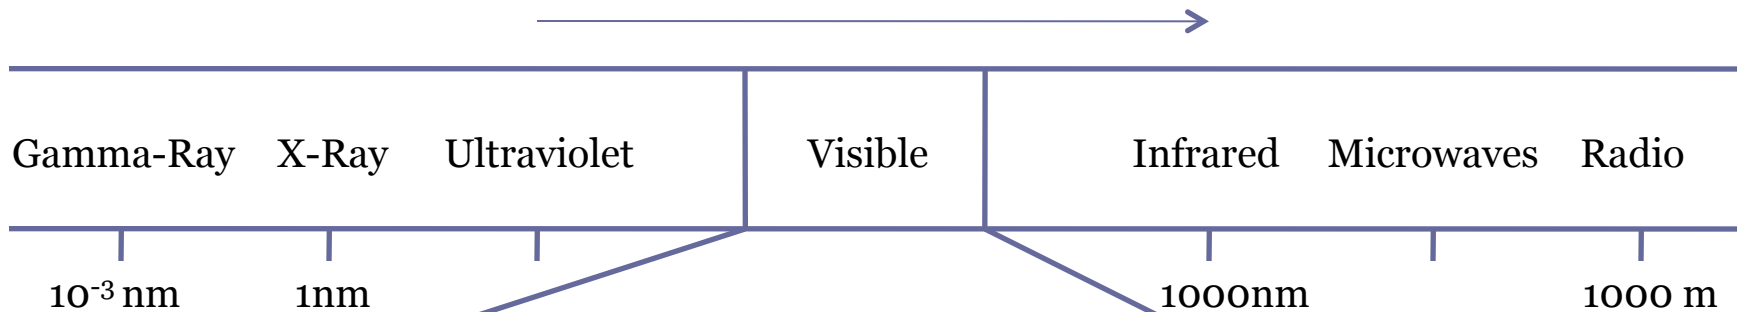 Gamma-Ray X-Ray Ultraviolet Visible Infrared Microwaves Radio
10⁻³ nm 1nm 1000nm 1000 m